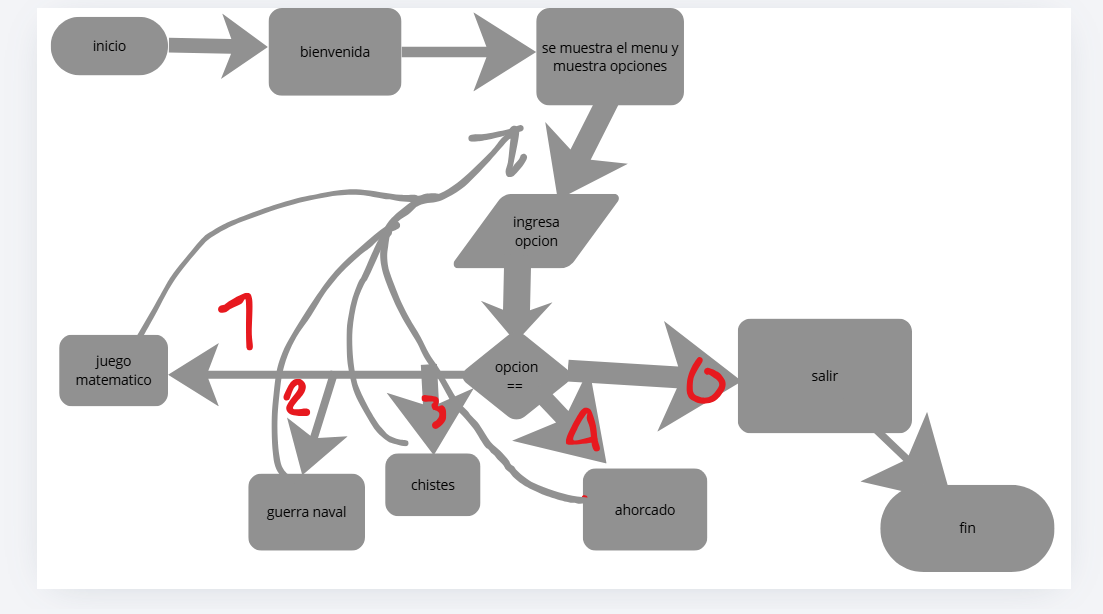 inicio
bienvenida
se muestra el menu y
muestra opciones
ingresa
opcion
1
juego
matematico
opcion
==
salir
0
2
3
4
chistes
guerra naval
ahorcado
fin